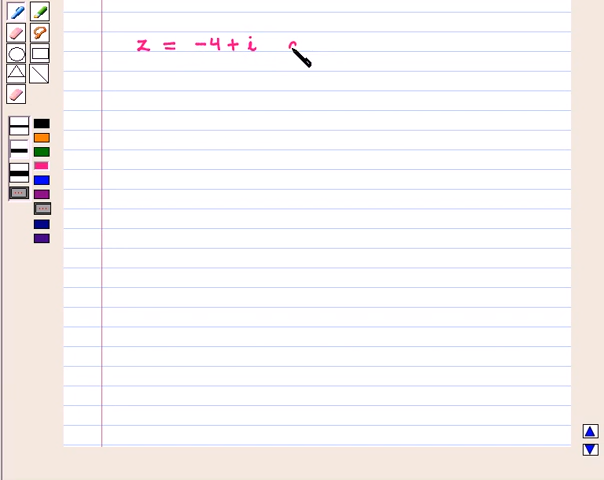 z = -4 + i